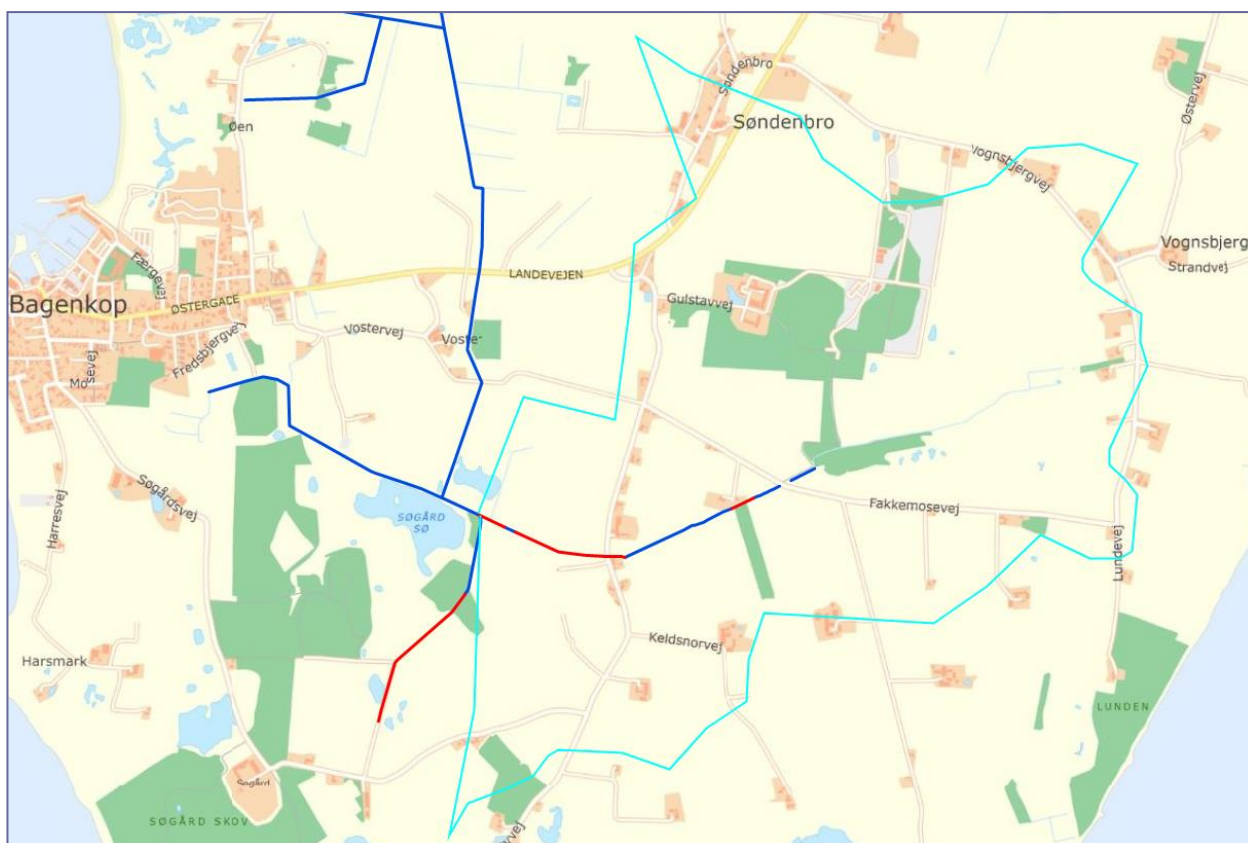 Søndenbro
Østervej
Øen
Søndenbro
Vognsbjergvej
Vognsbjerg
Strandvej
Færgevej
LANDEVEJEN
Bagenkop
ØSTERGADE
Gulstavvej
Vostervej
Fredsbjergvej
Mosevej
Søgårdsvej
Harresvej
SØGÅRD
SØ
Fakkemosevej
Lundevej
Keldsnorvej
Harsmark
LUNDEN
Søgård
SØGÅRD SKOV